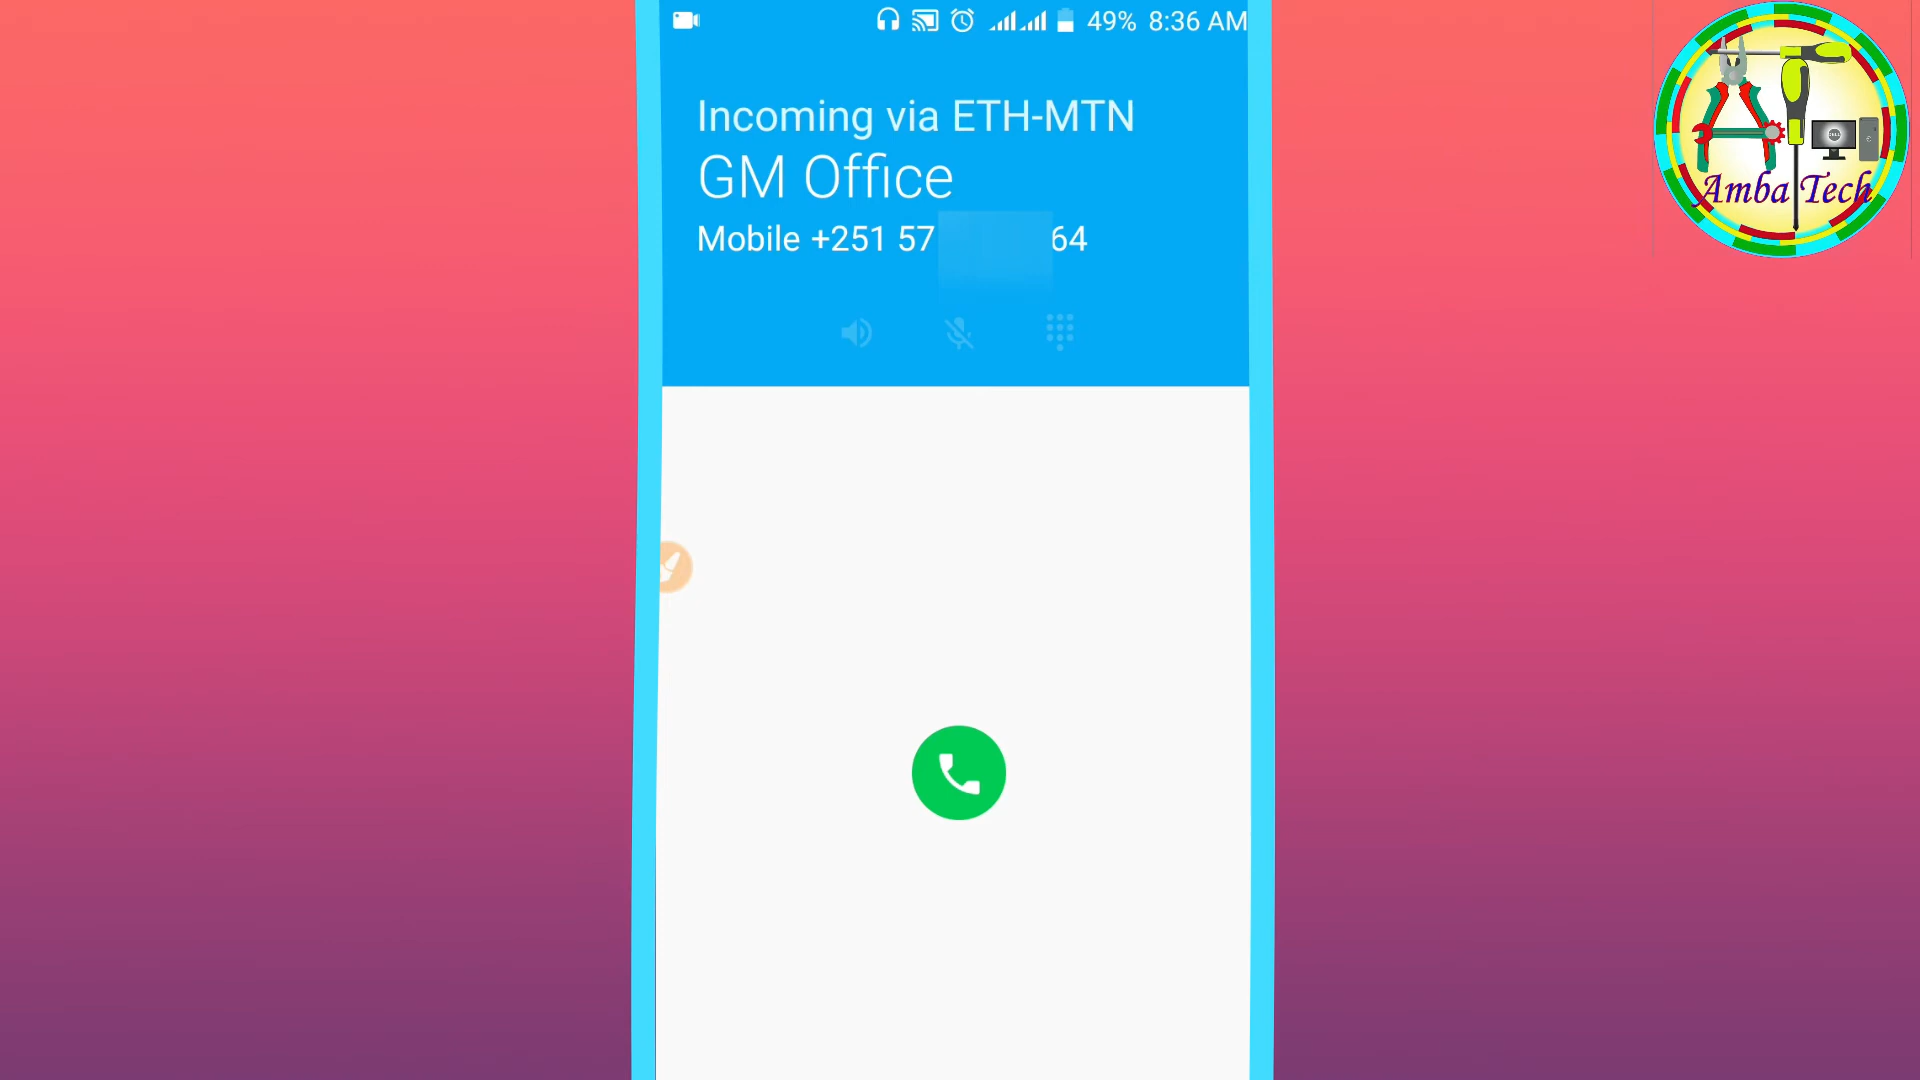 49% 8:36 AM
Incoming via ETH-MTN
GM Office
Mobile +251 57 64
Amba Tech